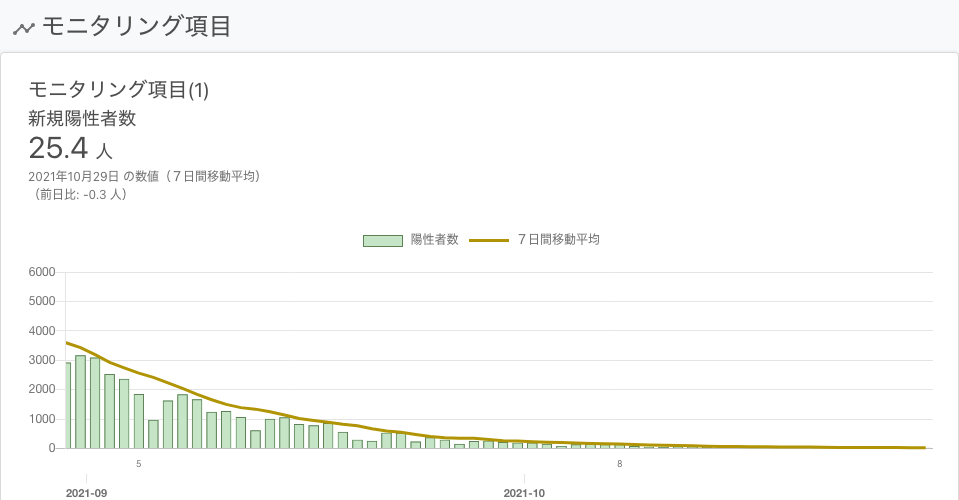 モニタリング項目
モニタリング項目(1)
新規陽性者数
25.4 人
2021年10月29日 の数値（７日間移動平均）
（前日比: -0.3 人）
陽性者数 ７日間移動平均
6000
5000
4000
3000
2000
1000
0
5 8
2021-09 2021-10